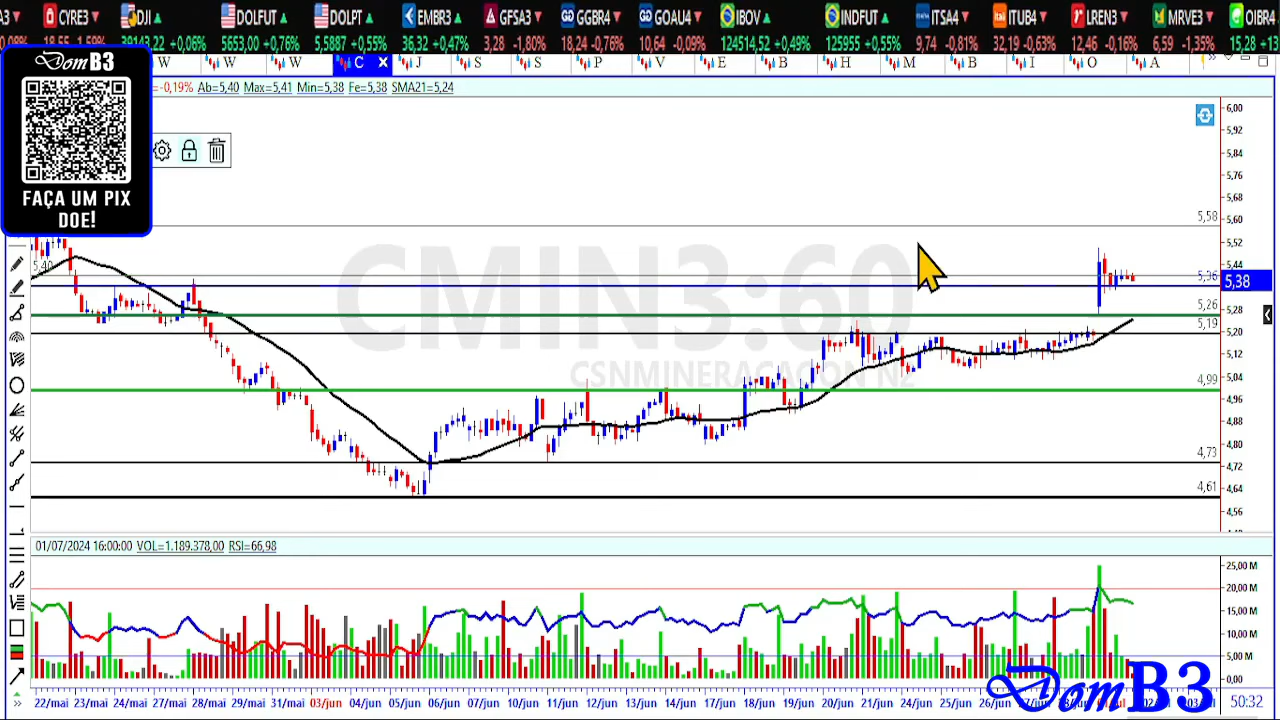 CYRE3 DJI DOLFUT DOLPT EMBR3 GFSA3 GGBR4 GOAU4 IBOV INDFUT ITSA4 ITUB4 LREN3 MRVE3 OIBR4
18,55 -1,59% 39143,22 +0,06% 5653,00 +0,76% 5,5887 +0,55% 36,32 +0,47% 3,28 -1,80% 18,24 -0,76% 10,64 -0,09% 124514,52 +0,49% 125955 +0,55% 9,74 -0,81% 32,19 -0,63% 12,46 -0,16% 6,59 -1,35% 15,28
W W W C X J S S P V E B H M B I O A
DomB3
FAÇA UM PIX
DOE!
-0,19% Ab=5,40 Max=5,41 Min=5,38 Fe=5,38 SMA21=5,24
CMIN3:60
CSNMINERACAOON N2
5,40
5,58
5,36
5,26
5,19
4,99
4,73
4,61
6,00
5,92
5,84
5,76
5,68
5,60
5,52
5,44
5,38
5,28
5,20
5,12
5,04
4,96
4,88
4,80
4,72
4,64
4,56
01/07/2024 16:00:00 VOL=1.189.378,00 RSI=66,98
25,00 M
20,00 M
15,00 M
10,00 M
5,00 M
0,00
22/mai 23/mai 24/mai 27/mai 28/mai 29/mai 31/mai 03/jun 04/jun 05/jun 06/jun 07/jun 10/jun 11/jun 12/jun 13/jun 14/jun 17/jun 18/jun 19/jun 20/jun 21/jun 24/jun 25/jun 26/jun
DomB3
50:32